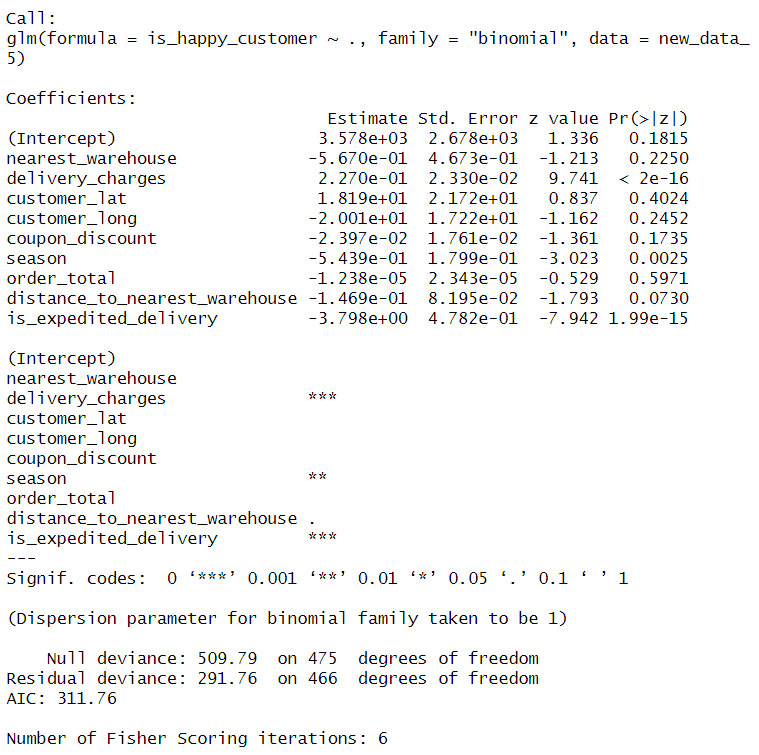 Call:
glm(formula = is_happy_customer ~ ., family = "binomial", data = new_data_
5)

Coefficients:
                            Estimate Std. Error z value Pr(>|z|)
(Intercept)                3.578e+03  2.678e+03   1.336   0.1815
nearest_warehouse         -5.670e-01  4.673e-01  -1.213   0.2250
delivery_charges           2.270e-01  2.330e-02   9.741  < 2e-16
customer_lat               1.819e+01  2.172e+01   0.837   0.4024
customer_long             -2.001e+01  1.722e+01  -1.162   0.2452
coupon_discount           -2.397e-02  1.761e-02  -1.361   0.1735
season                    -5.439e-01  1.799e-01  -3.023   0.0025
order_total               -1.238e-05  2.343e-05  -0.529   0.5971
distance_to_nearest_warehouse -1.469e-01  8.195e-02  -1.793   0.0730
is_expedited_delivery     -3.798e+00  4.782e-01  -7.942 1.99e-15

(Intercept)
nearest_warehouse
delivery_charges              ***
customer_lat
customer_long
coupon_discount
season                        **
order_total
distance_to_nearest_warehouse .
is_expedited_delivery         ***
---
Signif. codes:  0 ‘***’ 0.001 ‘**’ 0.01 ‘*’ 0.05 ‘.’ 0.1 ‘ ’ 1

(Dispersion parameter for binomial family taken to be 1)

    Null deviance: 509.79  on 475  degrees of freedom
Residual deviance: 291.76  on 466  degrees of freedom
AIC: 311.76

Number of Fisher Scoring iterations: 6